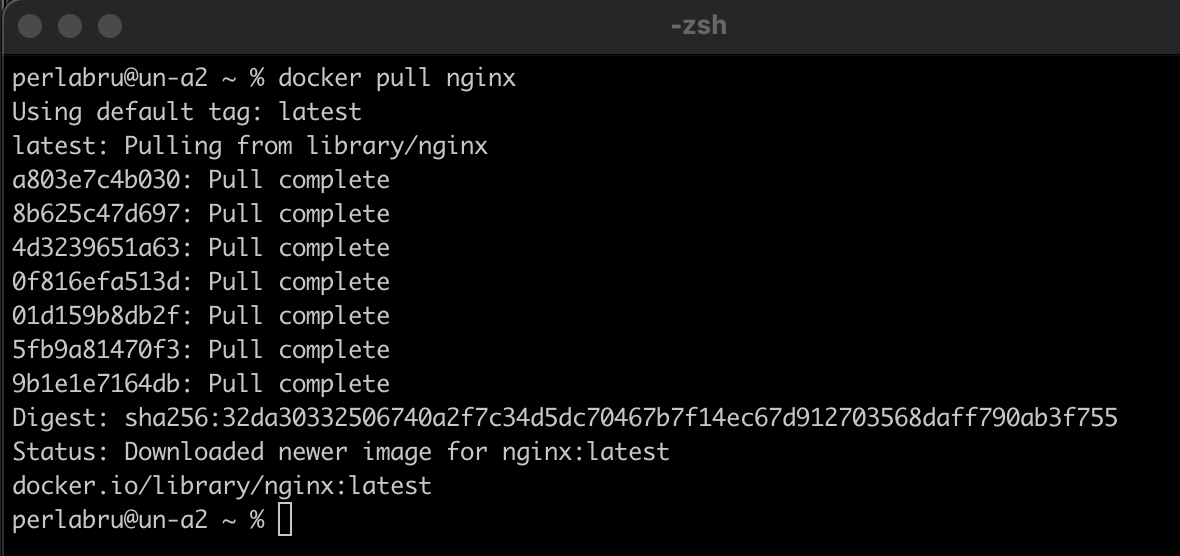 -zsh
perlabru@un-a2 ~ % docker pull nginx
Using default tag: latest
latest: Pulling from library/nginx
a803e7c4b030: Pull complete
8b625c47d697: Pull complete
4d3239651a63: Pull complete
0f816efa513d: Pull complete
01d159b8db2f: Pull complete
5fb9a81470f3: Pull complete
9b1e1e7164db: Pull complete
Digest: sha256:32da30332506740a2f7c34d5dc70467b7f14ec67d912703568daff790ab3f755
Status: Downloaded newer image for nginx:latest
docker.io/library/nginx:latest
perlabru@un-a2 ~ %